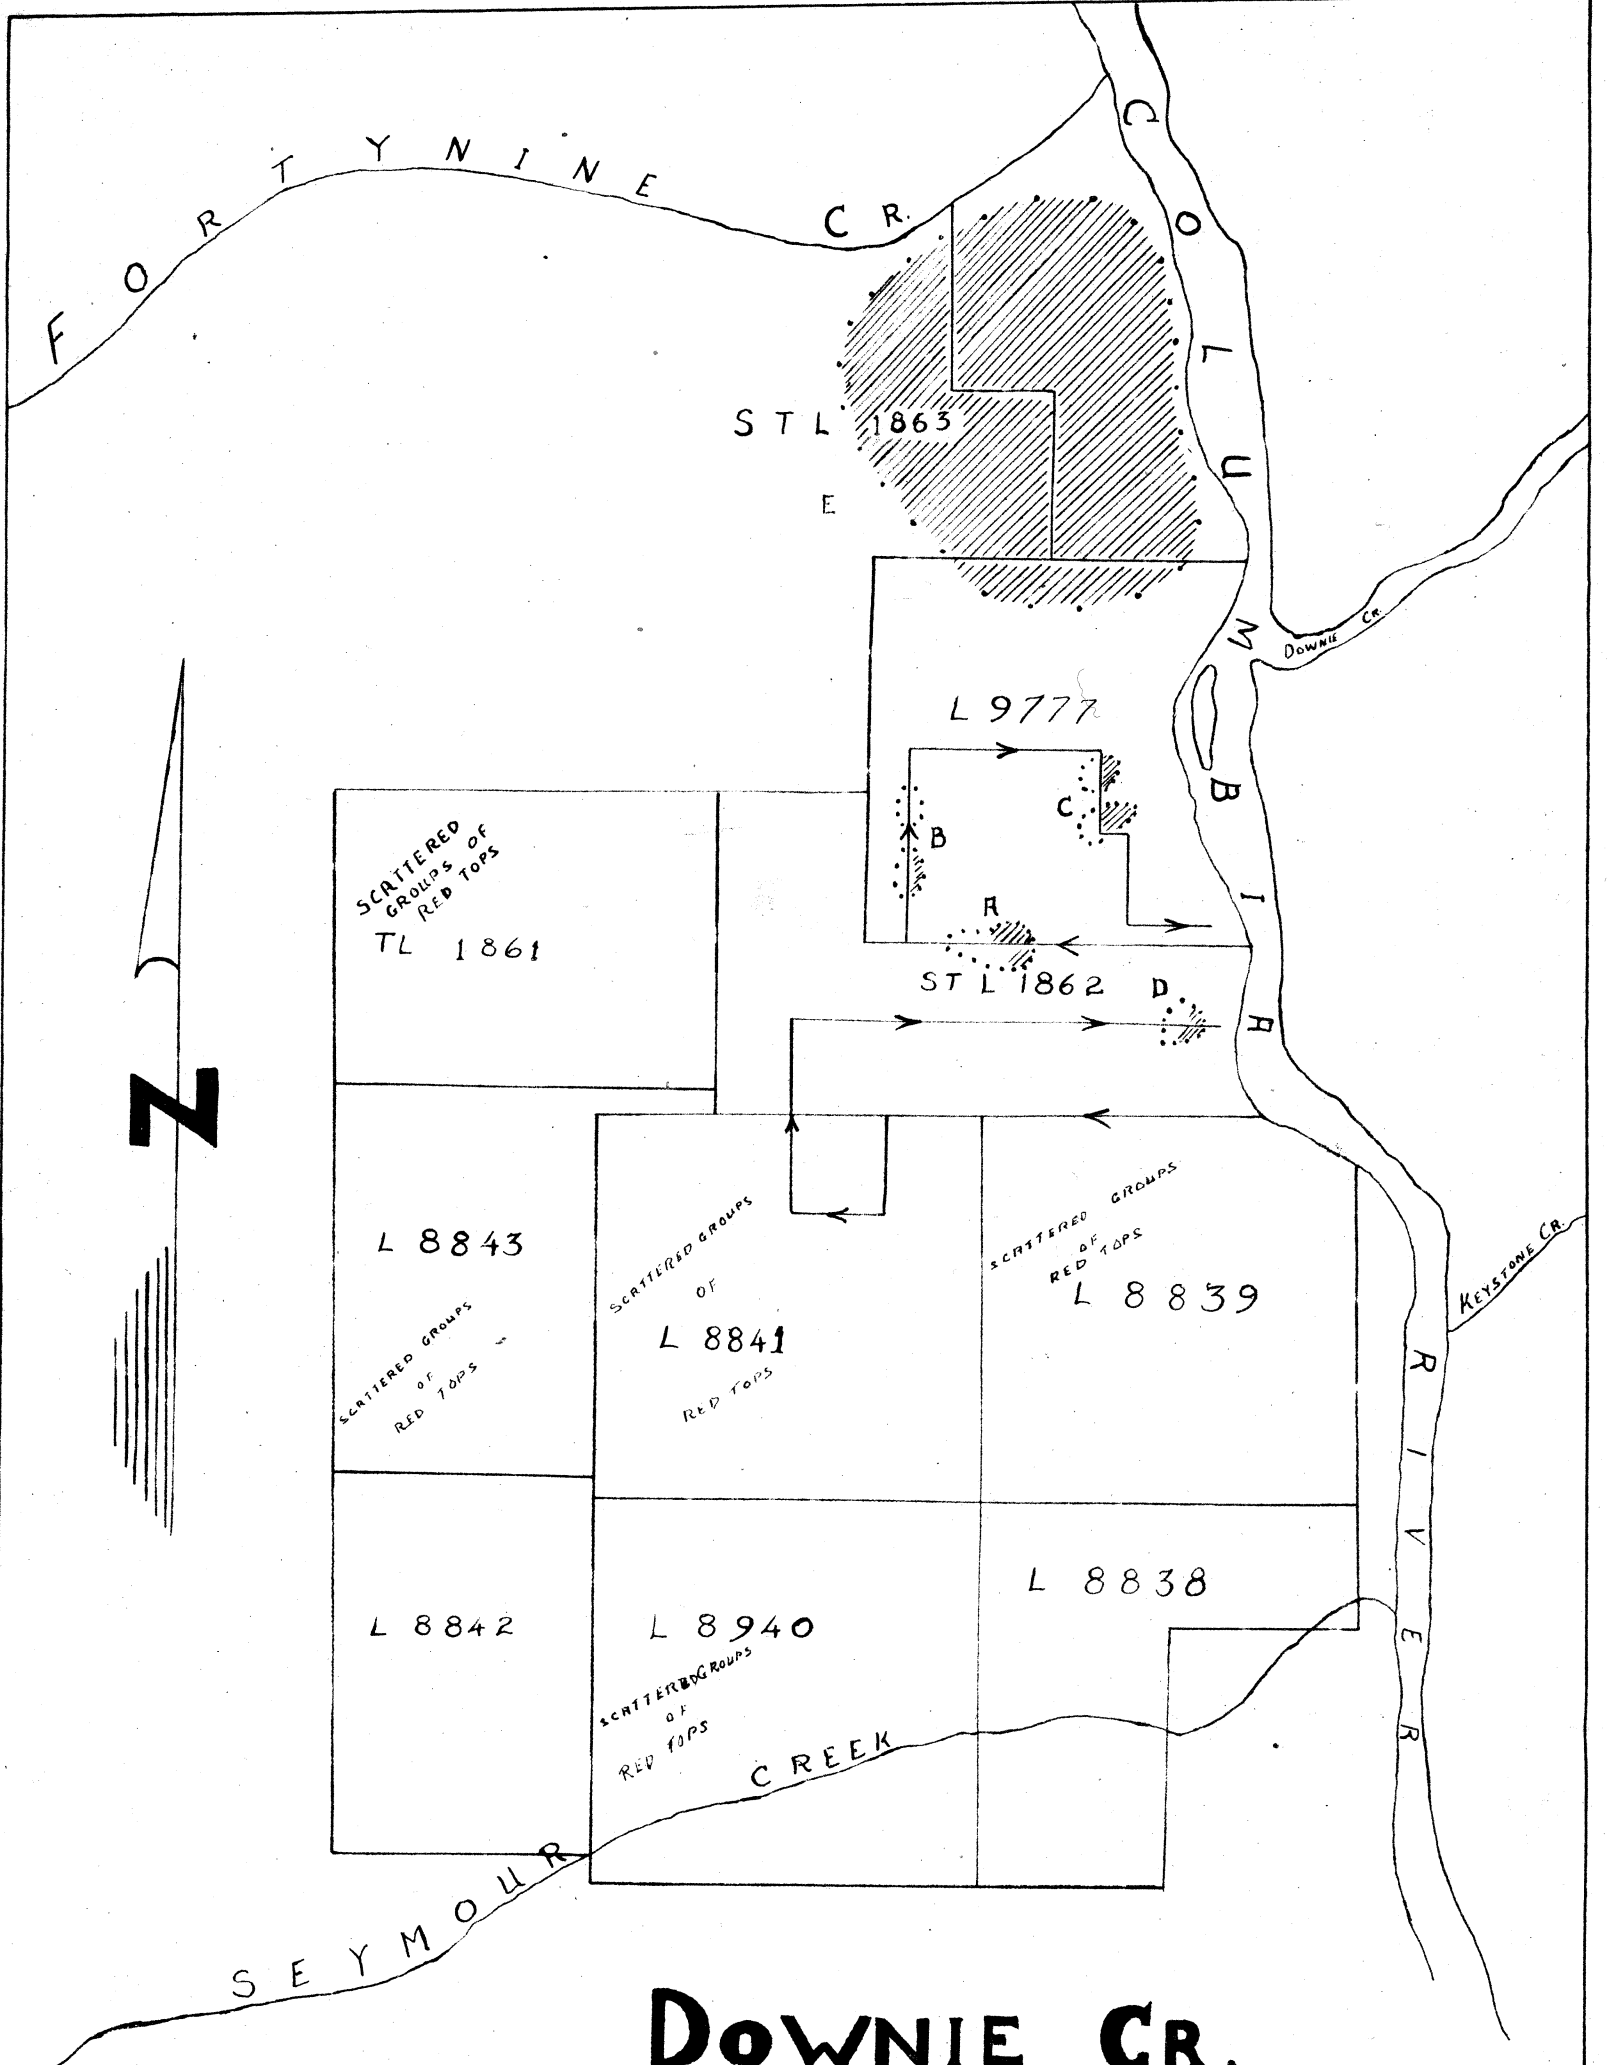 FORTYNINE CR.
COLUMBIA RIVER
STL 1863
E
DOWNIE CR.
L 9777
B
C
A
SCATTERED
GROUPS OF
RED TOPS
TL 1861
STL 1862
D
N
L 8843
SCATTERED GROUPS
OF
RED TOPS
SCATTERED GROUPS
OF
L 8841
RED TOPS
SCATTERED GROUPS
OF
RED TOPS
L 8839
KEYSTONE CR.
L 8842
L 8940
SCATTERED GROUPS
OF
RED TOPS
L 8838
SEYMOUR CREEK
DOWNIE CR.